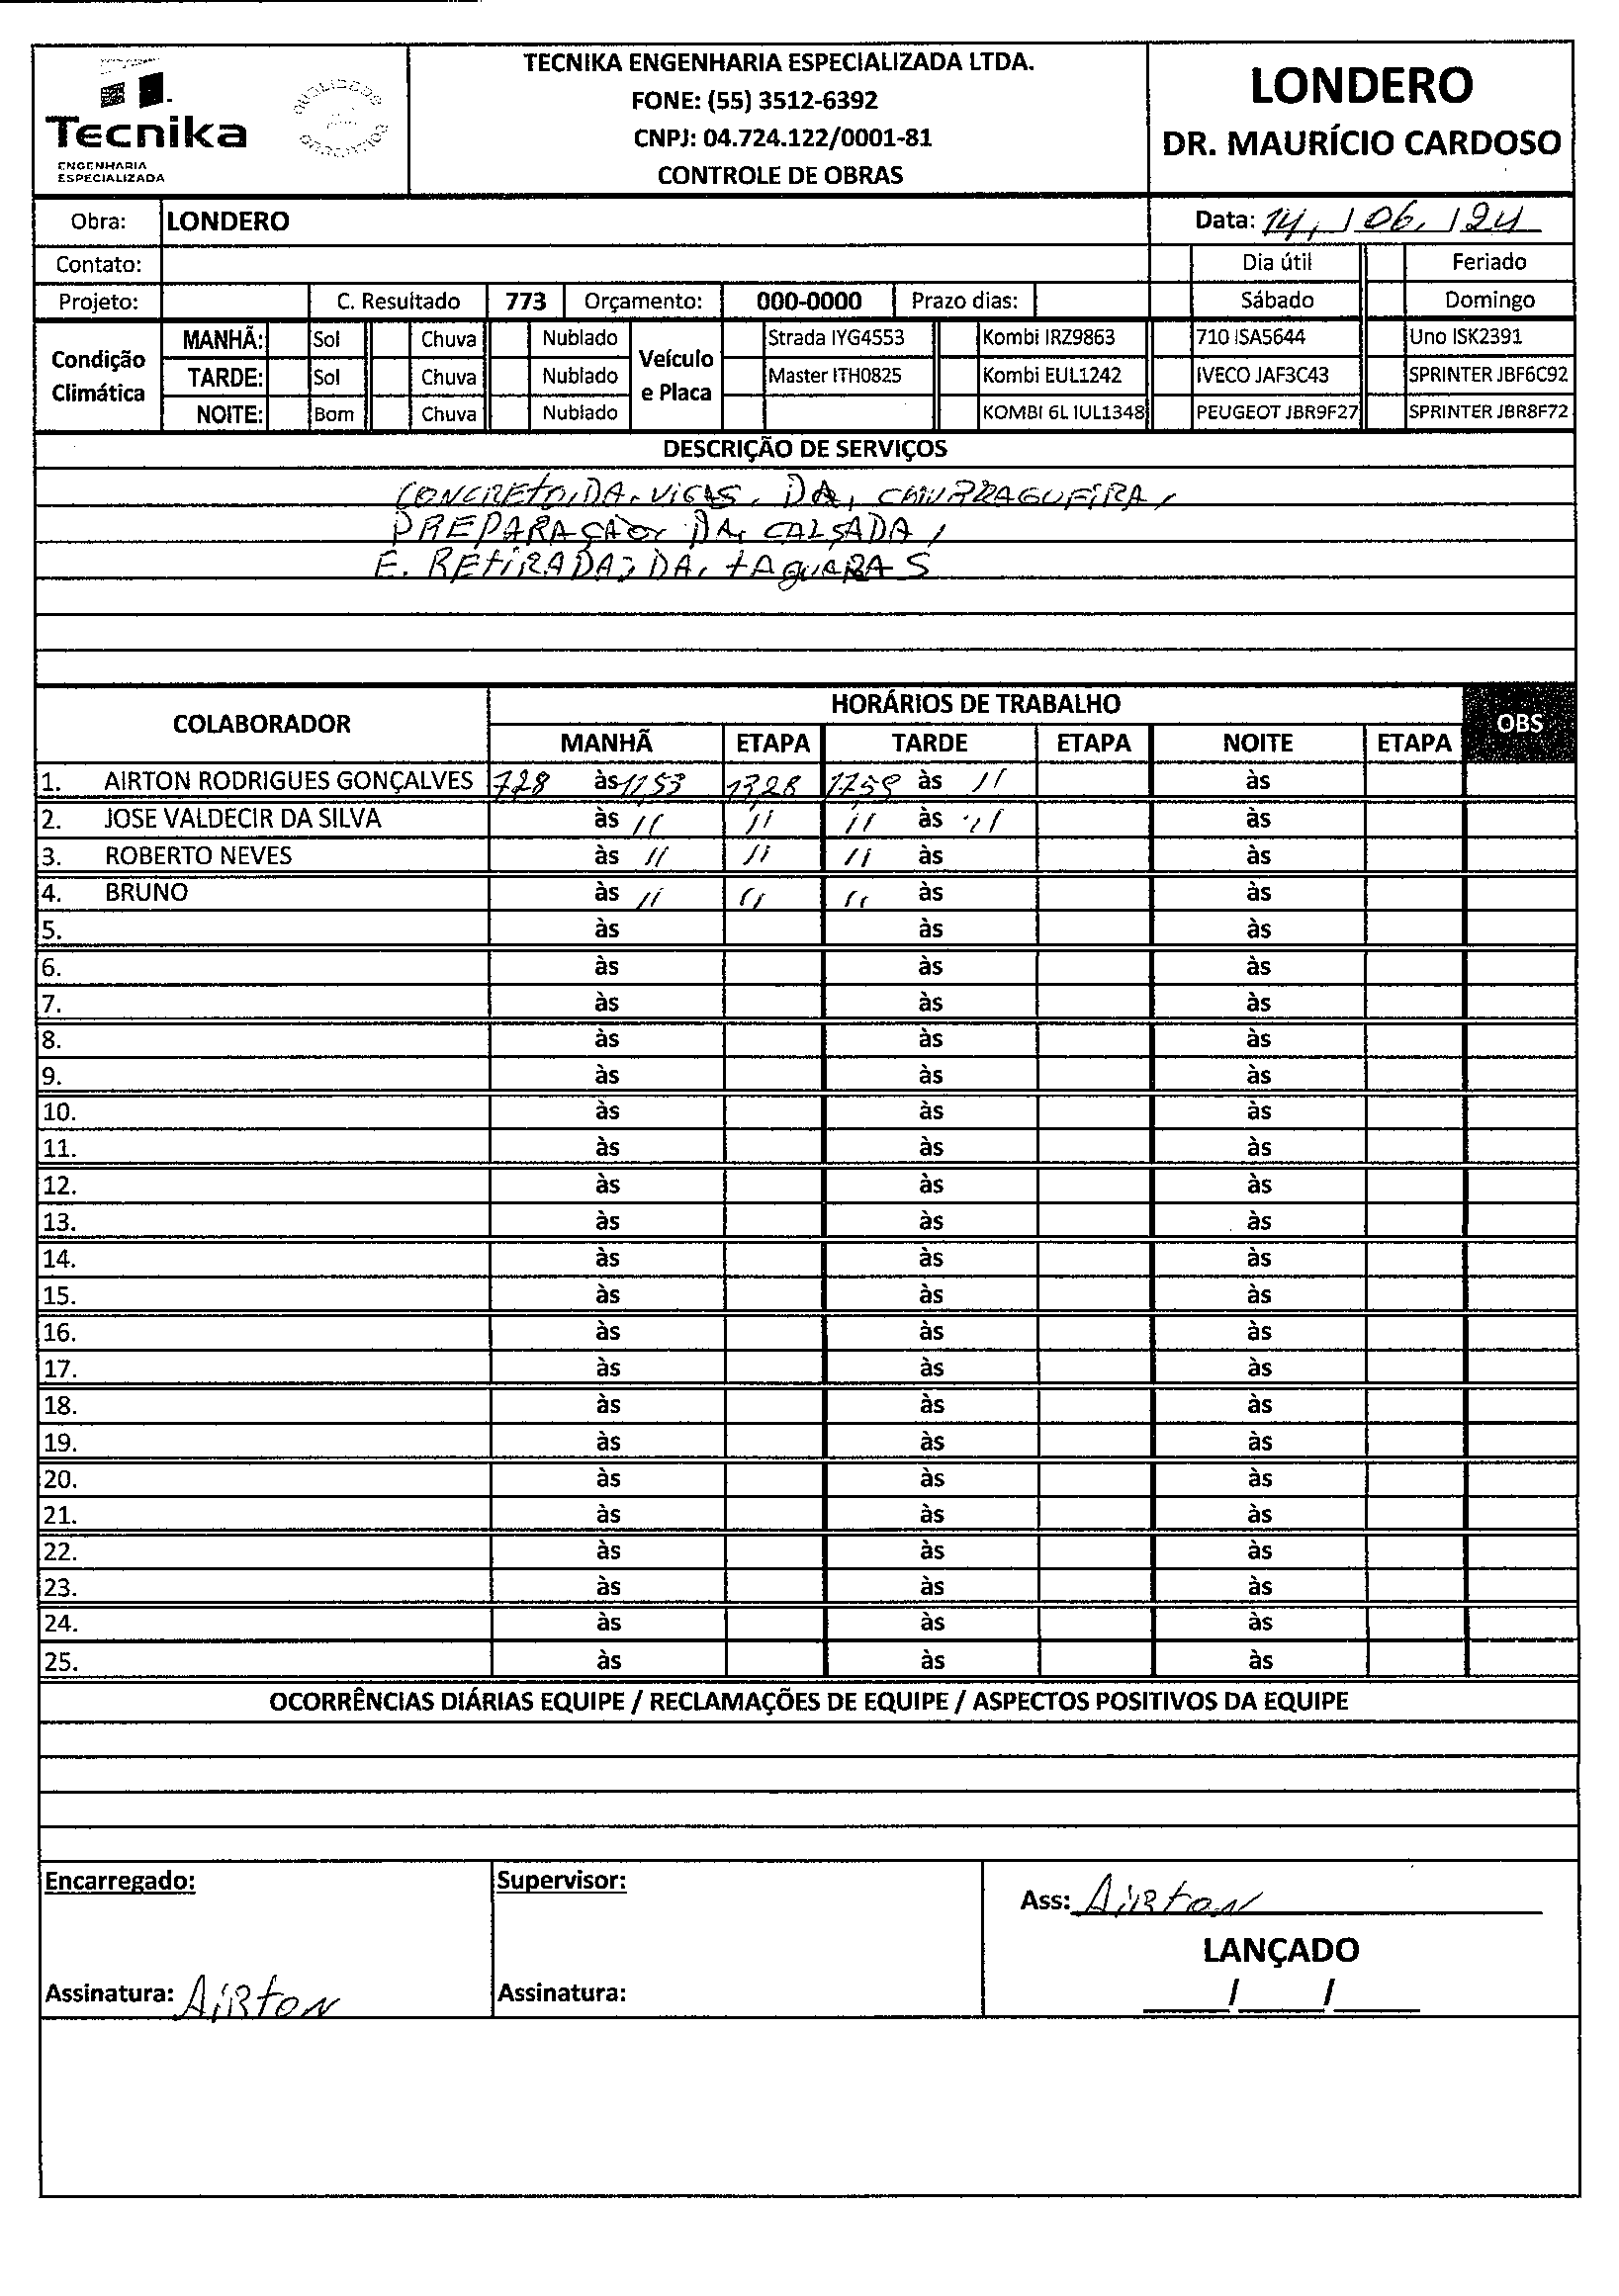 Tecnika
ENGENHARIA
ESPECIALIZADA
TECNIKA ENGENHARIA ESPECIALIZADA LTDA.
FONE: (55) 3512-6392
CNPJ: 04.724.122/0001-81
CONTROLE DE OBRAS
LONDERO
DR. MAURÍCIO CARDOSO
Obra: LONDERO Data: 14, / 06, / 24
Contato: Dia útil Feriado
Projeto: C. Resultado 773 Orçamento: 000-0000 Prazo dias: Sábado Domingo
Condição Climática Veículo e Placa
MANHÃ: Sol Chuva Nublado Strada IYG4553 Kombi IRZ9863 710 ISA5644 Uno ISK2391
TARDE: Sol Chuva Nublado Master ITH0825 Kombi EUL1242 IVECO JAF3C43 SPRINTER JBF6C92
NOITE: Bom Chuva Nublado KOMBI 6L IUL1348 PEUGEOT JBR9F27 SPRINTER JBR8F72
DESCRIÇÃO DE SERVIÇOS
CONCRETO, DA, VIGAS, DA, CHURRAGUEIRA,
PREPARAÇÃO, DA, CALSADA,
E. RETIRADA, DA, TAGUARAS
COLABORADOR HORÁRIOS DE TRABALHO OBS
MANHÃ ETAPA TARDE ETAPA NOITE ETAPA
1. AIRTON RODRIGUES GONÇALVES 728 às 11,53 1328 1759 às 11 às
2. JOSE VALDECIR DA SILVA às 11 11 11 às 11 às
3. ROBERTO NEVES às 11 11 11 às às
4. BRUNO às 11 11 11 às às
5. às às às
6. às às às
7. às às às
8. às às às
9. às às às
10. às às às
11. às às às
12. às às às
13. às às às
14. às às às
15. às às às
16. às às às
17. às às às
18. às às às
19. às às às
20. às às às
21. às às às
22. às às às
23. às às às
24. às às às
25. às às às
OCORRÊNCIAS DIÁRIAS EQUIPE / RECLAMAÇÕES DE EQUIPE / ASPECTOS POSITIVOS DA EQUIPE
Encarregado: Supervisor:
Ass: AiRton
LANÇADO
Assinatura: AiRton Assinatura:
____/____/____